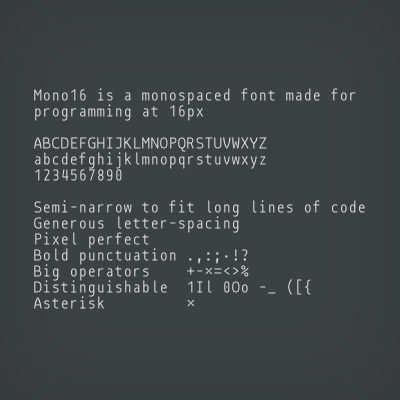 Mono16 is a monospaced font made for
programming at 16px
ABCDEFGHIJKLMNOPQRSTUVWXYZ
abcdefghijklmnopqrstuvwxyz
1234567890
Semi-narrow to fit long lines of code
Generous letter-spacing
Pixel perfect
Bold punctuation .,:;·!?
Big operators +-×=<>%
Distinguishable 1Il 0Oo -_ ([{
Asterisk ×